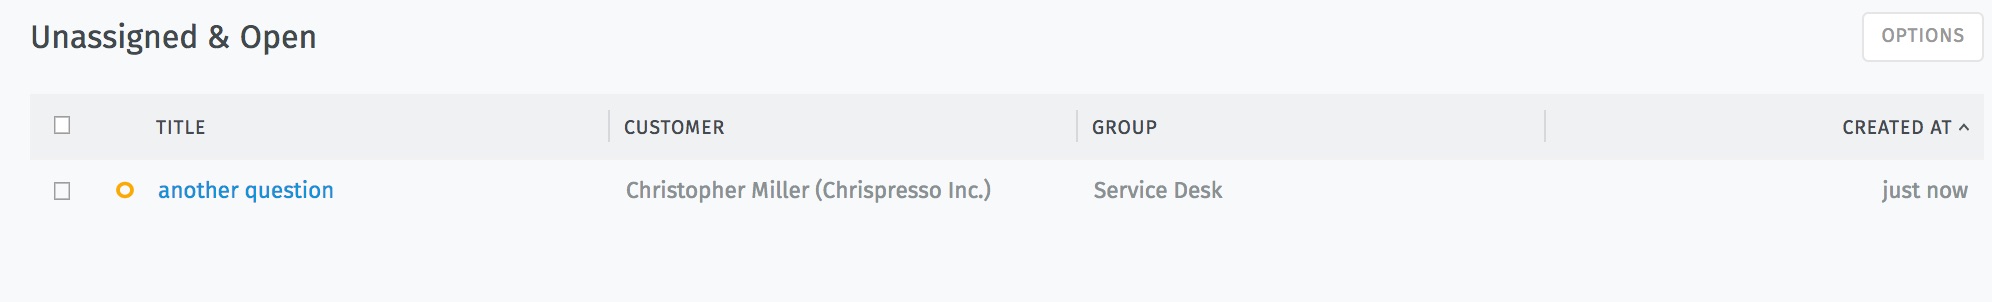 Unassigned & Open
OPTIONS
TITLE CUSTOMER GROUP CREATED AT
another question Christopher Miller (Chrispresso Inc.) Service Desk just now